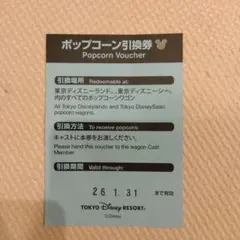 ポップコーン引換券
Popcorn Voucher
引換場所 Redeemable at:
東京ディズニーランド®、東京ディズニーシー®、
内のすべてのポップコーンワゴン
All Tokyo Disneyland® and Tokyo DisneySea®
popcorn wagons.
引換方法 To receive popcorn:
キャストに本券をお渡しください。
Please hand this voucher to the wagon Cast
Member.
引換期間 Valid through:
26.1.31 まで有効
TOKYO Disney RESORT®
©Disney